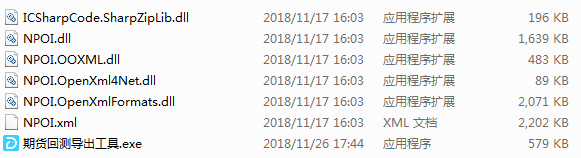 ICSharpCode.SharpZipLib.dll 2018/11/17 16:03 应用程序扩展 196 KB
NPOI.dll 2018/11/17 16:03 应用程序扩展 1,639 KB
NPOI.OOXML.dll 2018/11/17 16:03 应用程序扩展 483 KB
NPOI.OpenXml4Net.dll 2018/11/17 16:03 应用程序扩展 89 KB
NPOI.OpenXmlFormats.dll 2018/11/17 16:03 应用程序扩展 2,071 KB
NPOI.xml 2018/11/17 16:03 XML 文档 2,202 KB
期货回测导出工具.exe 2018/11/26 17:44 应用程序 579 KB